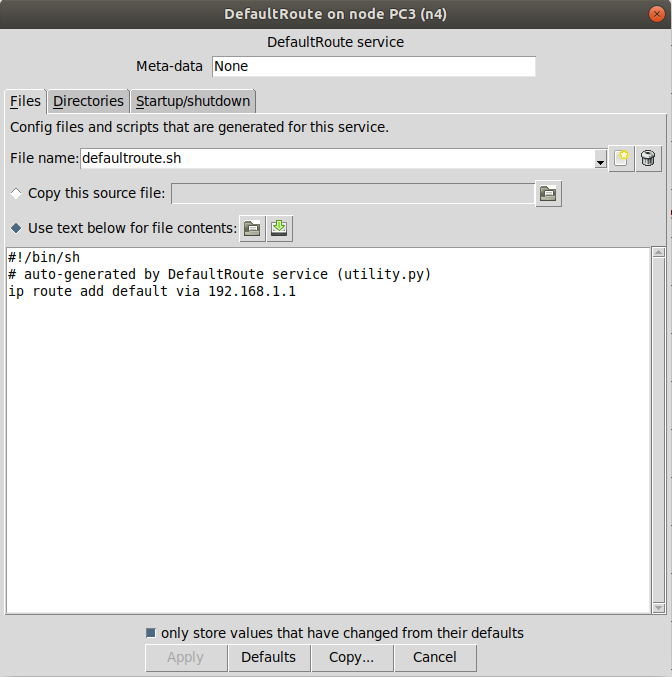 DefaultRoute on node PC3 (n4)
DefaultRoute service
Meta-data None
Files Directories Startup/shutdown
Config files and scripts that are generated for this service.
File name: defaultroute.sh
Copy this source file:
Use text below for file contents:
#!/bin/sh
# auto-generated by DefaultRoute service (utility.py)
ip route add default via 192.168.1.1
only store values that have changed from their defaults
Apply Defaults Copy... Cancel